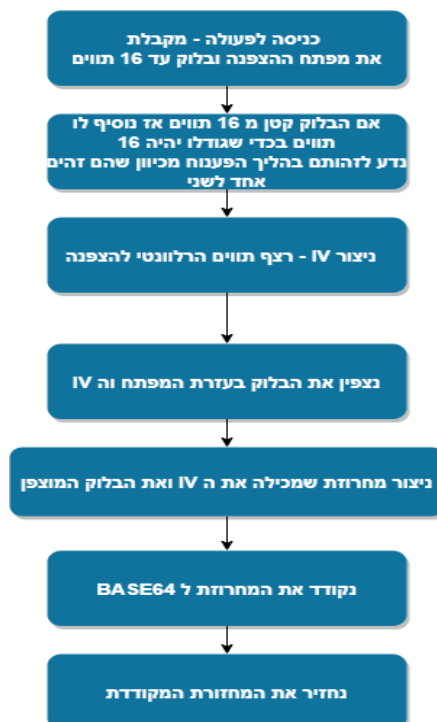 כניסה לפעולה - מקבלת
את מפתח ההצפנה ובלוק עד 16 תווים
אם הבלוק קטן מ 16 תווים אז נוסיף לו
תווים בכדי שגודלו יהיה 16
נדע לזהותם בהליך הפענוח מכיוון שהם זהים
אחד לשני
ניצור IV - רצף תווים הרלוונטי להצפנה
נצפין את הבלוק בעזרת המפתח וה IV
ניצור מחרוזת שמכילה את ה IV ואת הבלוק המוצפן
נקודד את המחרוזת ל BASE64
נחזיר את המחזורת המקודדת